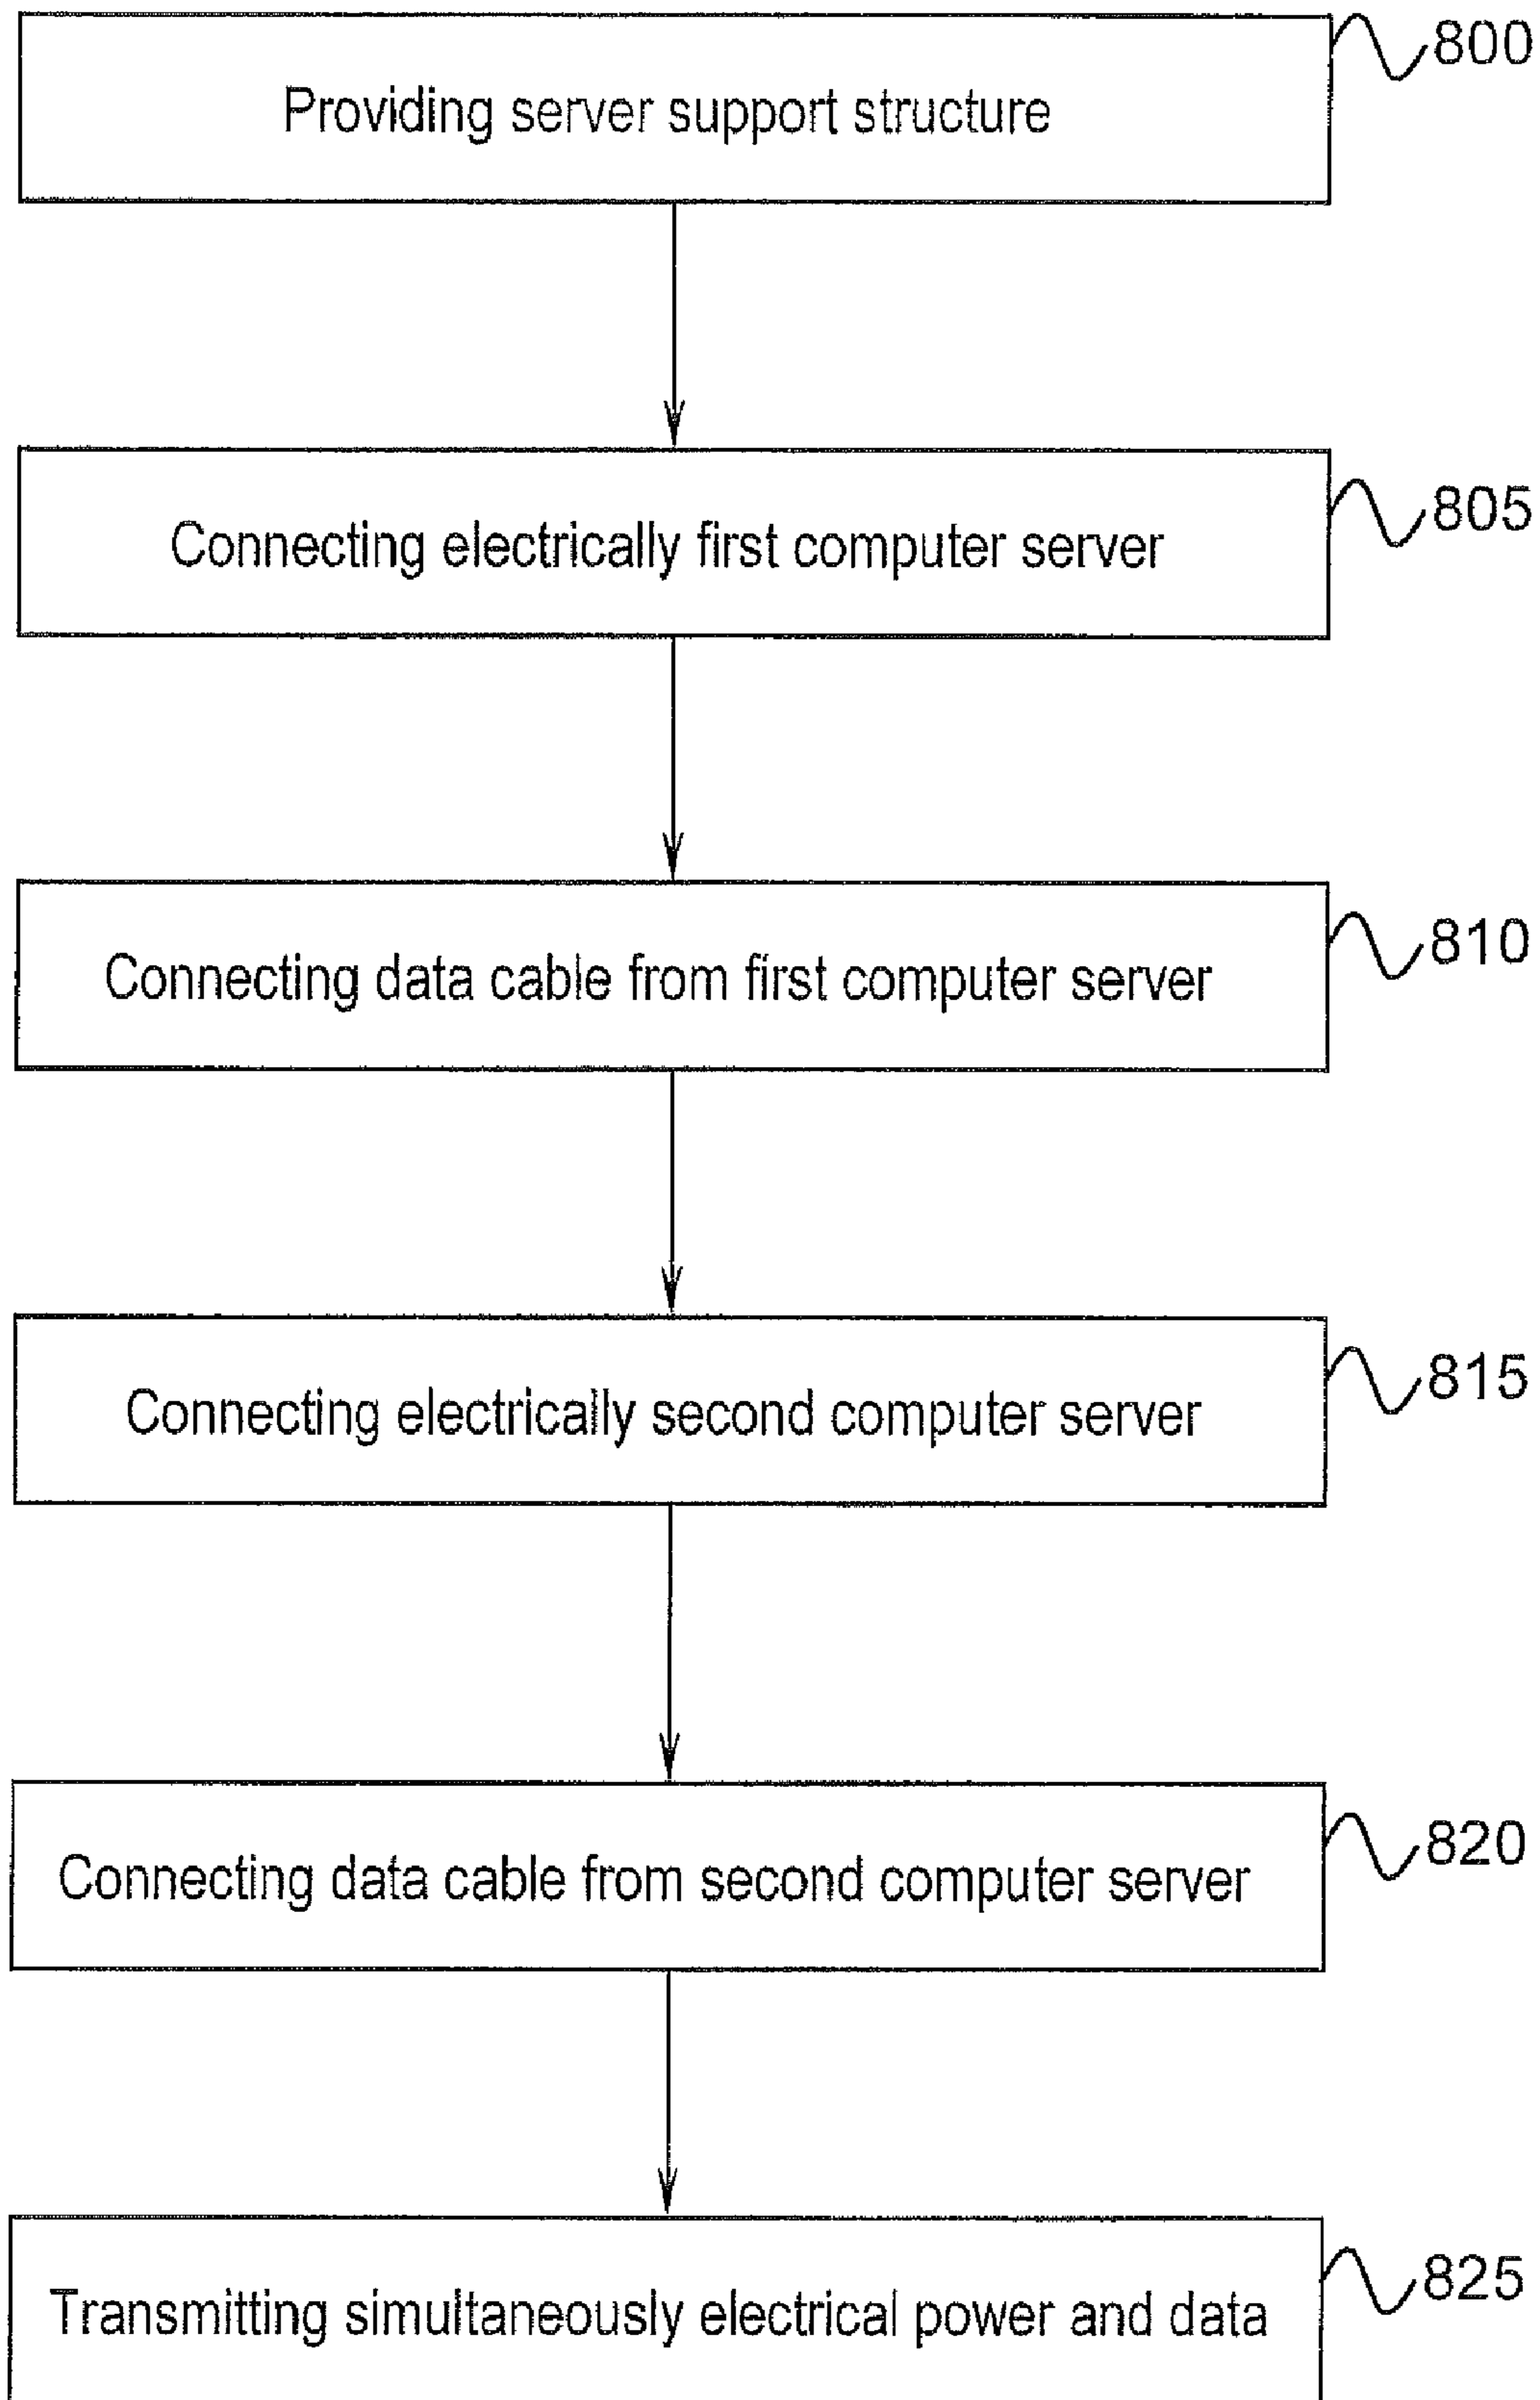 Providing server support structure
800
Connecting electrically first computer server
805
Connecting data cable from first computer server
810
Connecting electrically second computer server
815
Connecting data cable from second computer server
820
Transmitting simultaneously electrical power and data
825